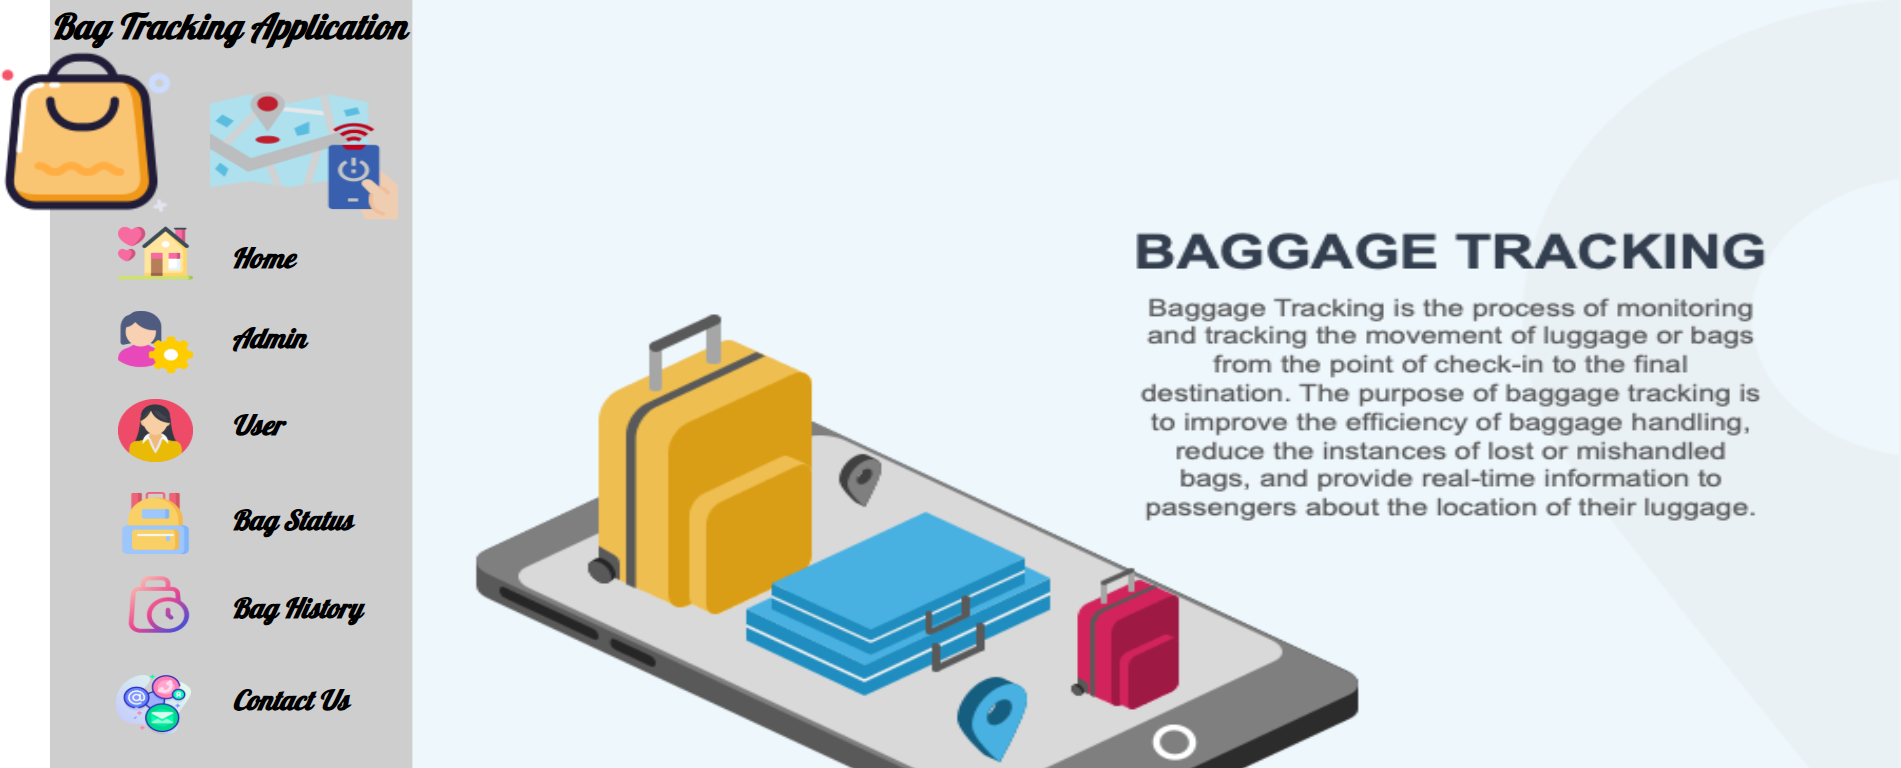 Bag Tracking Application
Home
Admin
User
Bag Status
Bag History
Contact Us
BAGGAGE TRACKING
Baggage Tracking is the process of monitoring
and tracking the movement of luggage or bags
from the point of check-in to the final
destination. The purpose of baggage tracking is
to improve the efficiency of baggage handling,
reduce the instances of lost or mishandled
bags, and provide real-time information to
passengers about the location of their luggage.